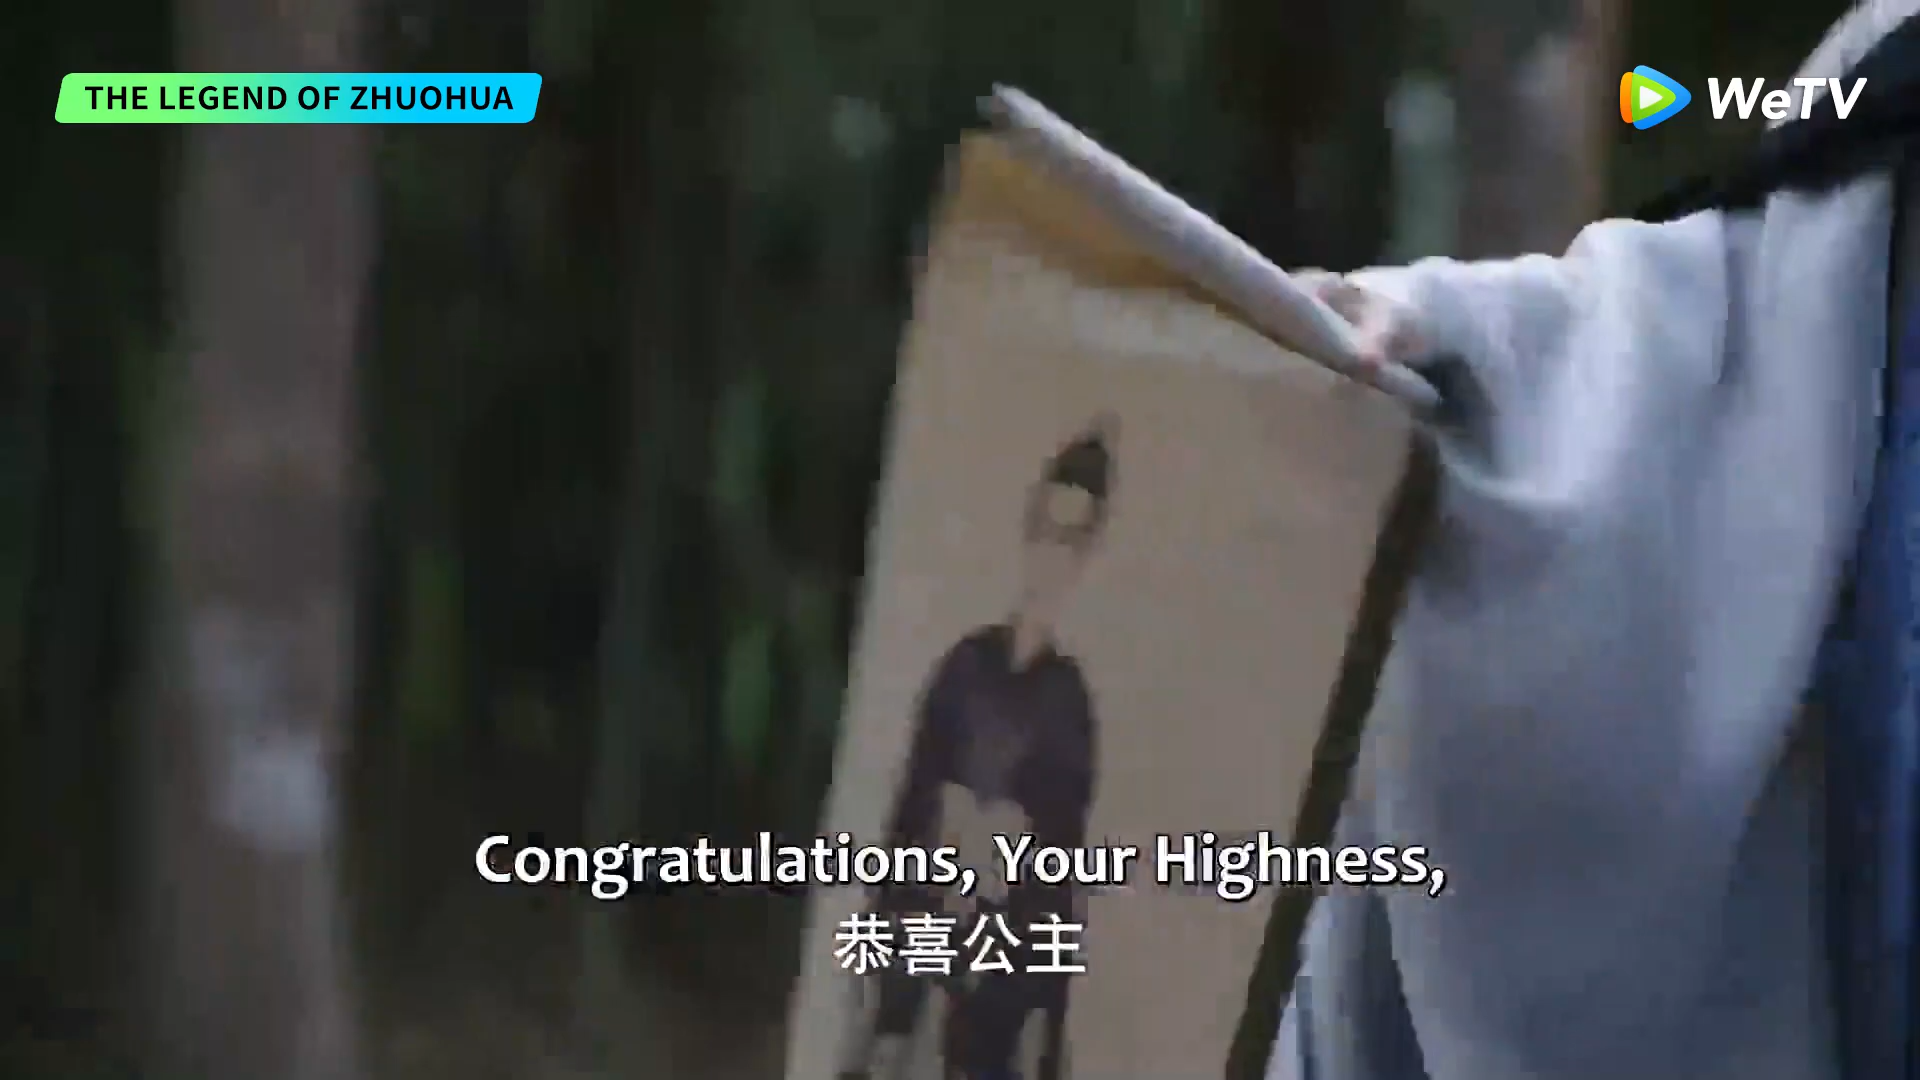 THE LEGEND OF ZHUOHUA
WeTV
Congratulations, Your Highness,
恭喜公主